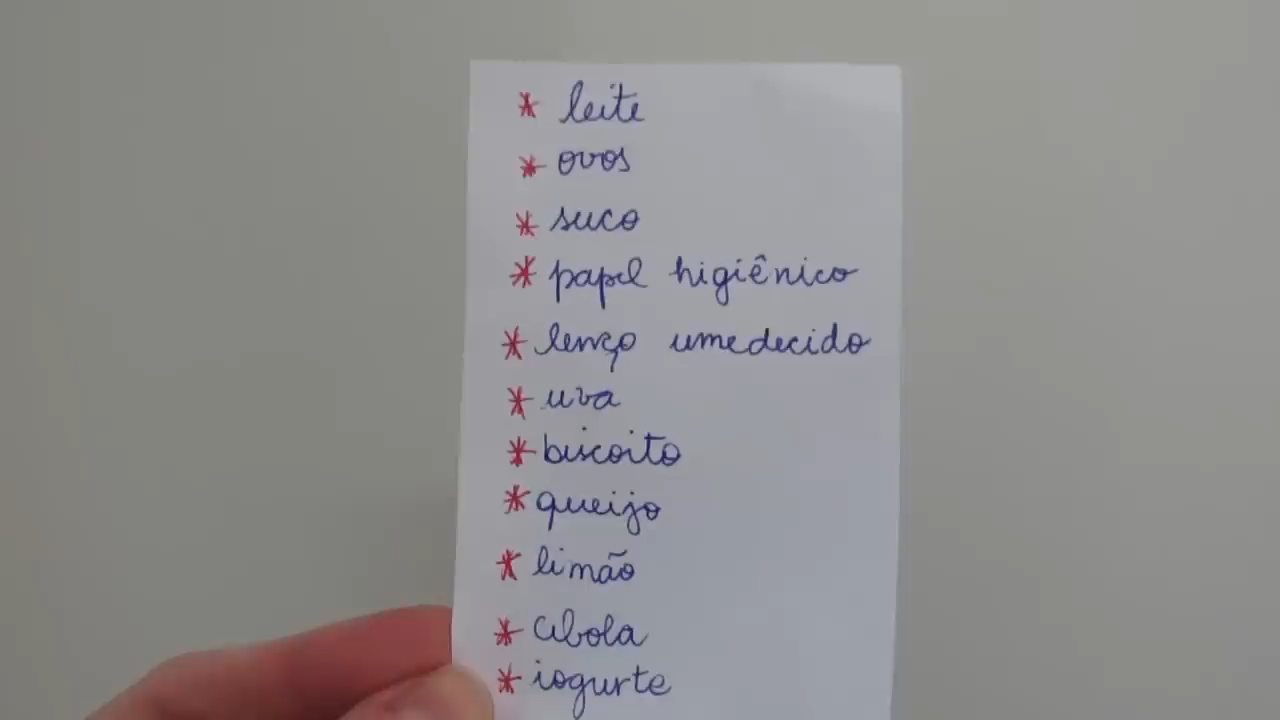 * leite
* ovos
* suco
* papel higiênico
* lenço umedecido
* uva
* biscoito
* queijo
* limão
* cebola
* iogurte